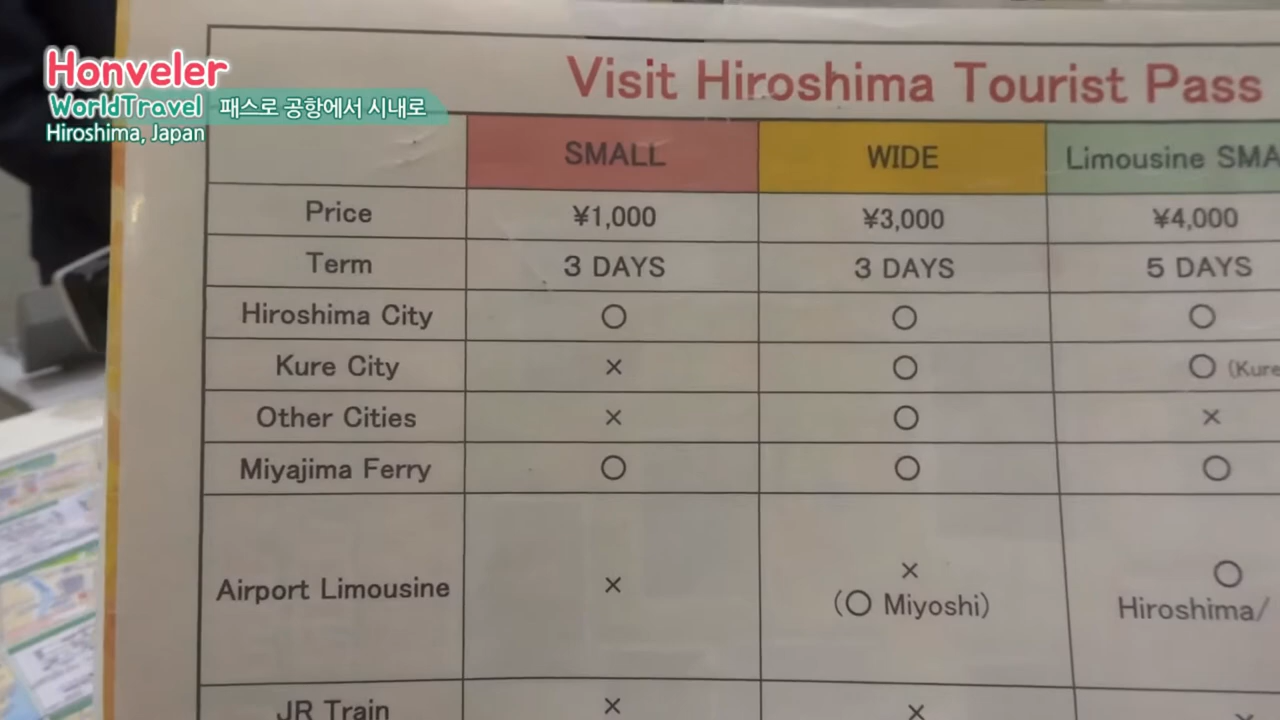 Honveler
WorldTravel 패스로 공항에서 시내로
Hiroshima, Japan
Visit Hiroshima Tourist Pass
SMALL WIDE Limousine
Price ¥1,000 ¥3,000 ¥4,000
Term 3 DAYS 3 DAYS 5 DAYS
Hiroshima City ○ ○ ○
Kure City × ○ ○ (Kure
Other Cities × ○ ×
Miyajima Ferry ○ ○ ○
Airport Limousine × × ○
(○ Miyoshi) Hiroshima/
JR Train × ×